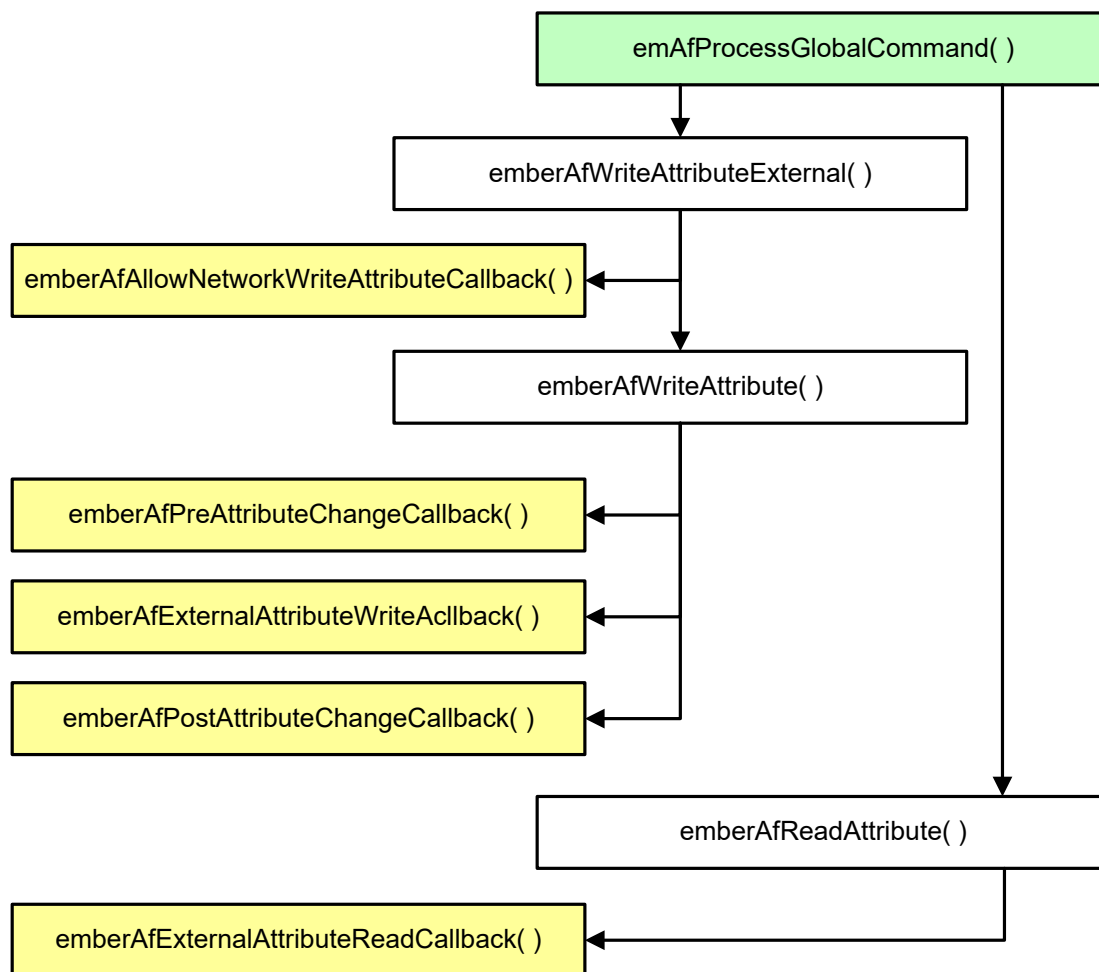 emAfProcessGlobalCommand( )
emberAfWriteAttributeExternal( )
emberAfAllowNetworkWriteAttributeCallback( )
emberAfWriteAttribute( )
emberAfPreAttributeChangeCallback( )
emberAfExternalAttributeWriteAcllback( )
emberAfPostAttributeChangeCallback( )
emberAfReadAttribute( )
emberAfExternalAttributeReadCallback( )